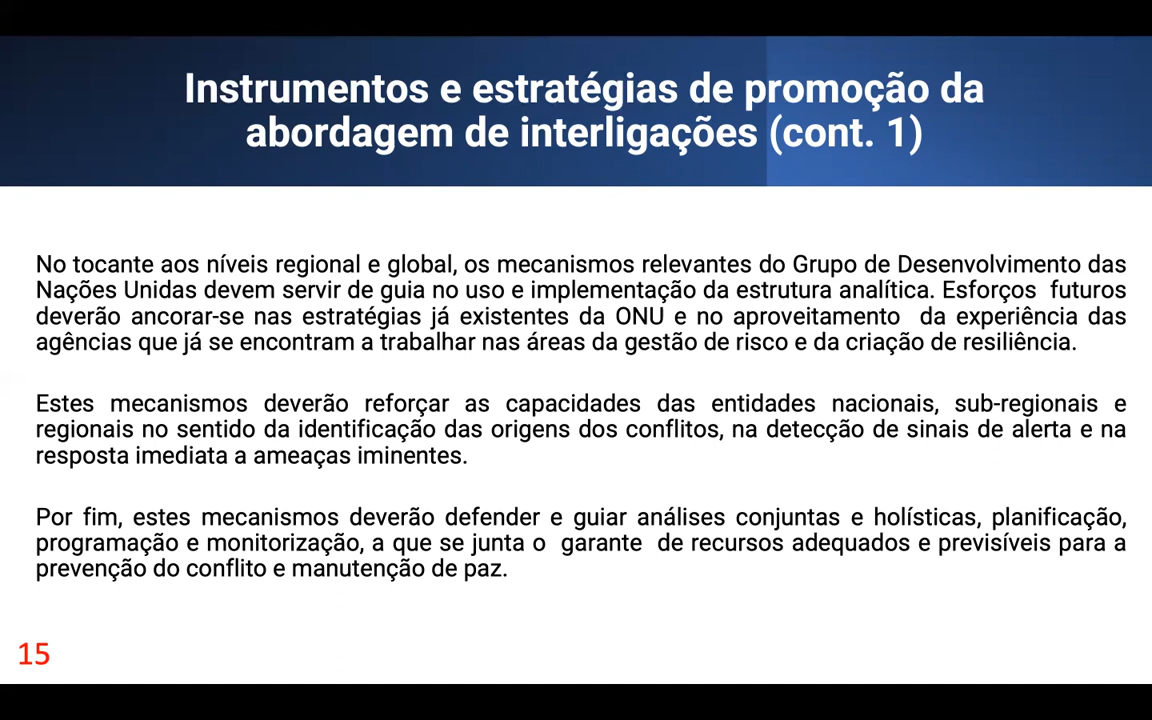 Instrumentos e estratégias de promoção da
abordagem de interligações (cont. 1)
No tocante aos níveis regional e global, os mecanismos relevantes do Grupo de Desenvolvimento das
Nações Unidas devem servir de guia no uso e implementação da estrutura analítica. Esforços  futuros
deverão ancorar-se nas estratégias já existentes da ONU e no aproveitamento  da experiência das
agências que já se encontram a trabalhar nas áreas da gestão de risco e da criação de resiliência.
Estes mecanismos deverão reforçar as capacidades das entidades nacionais, sub-regionais e
regionais no sentido da identificação das origens dos conflitos, na detecção de sinais de alerta e na
resposta imediata a ameaças iminentes.
Por fim, estes mecanismos deverão defender e guiar análises conjuntas e holísticas, planificação,
programação e monitorização, a que se junta o  garante  de recursos adequados e previsíveis para a
prevenção do conflito e manutenção de paz.
15